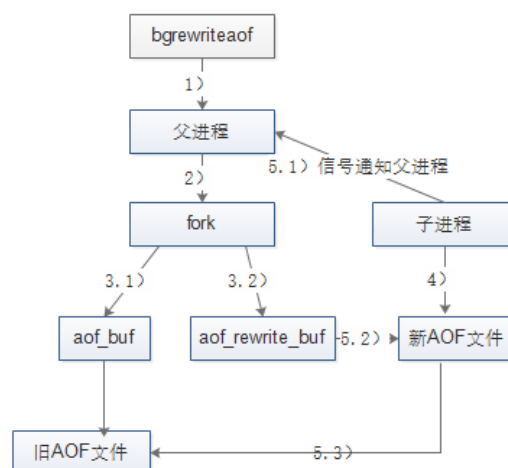 bgrewriteaof
1)
父进程
5.1) 信号通知父进程
2)
fork
子进程
3.1)
3.2)
4)
aof_buf
aof_rewrite_buf
5.2)
新AOF文件
旧AOF文件
5.3)